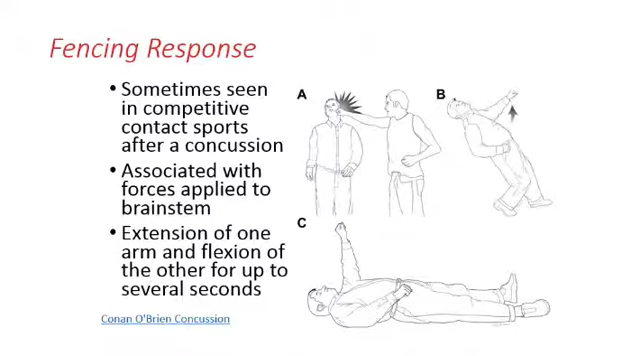 Fencing Response
• Sometimes seen
in competitive
contact sports
after a concussion
• Associated with
forces applied to
brainstem
• Extension of one
arm and flexion of
the other for up to
several seconds
Conan O'Brien Concussion
A
B
C